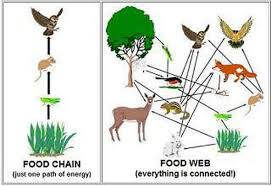 FOOD CHAIN
(just one path of energy)
FOOD WEB
(everything is connected!)